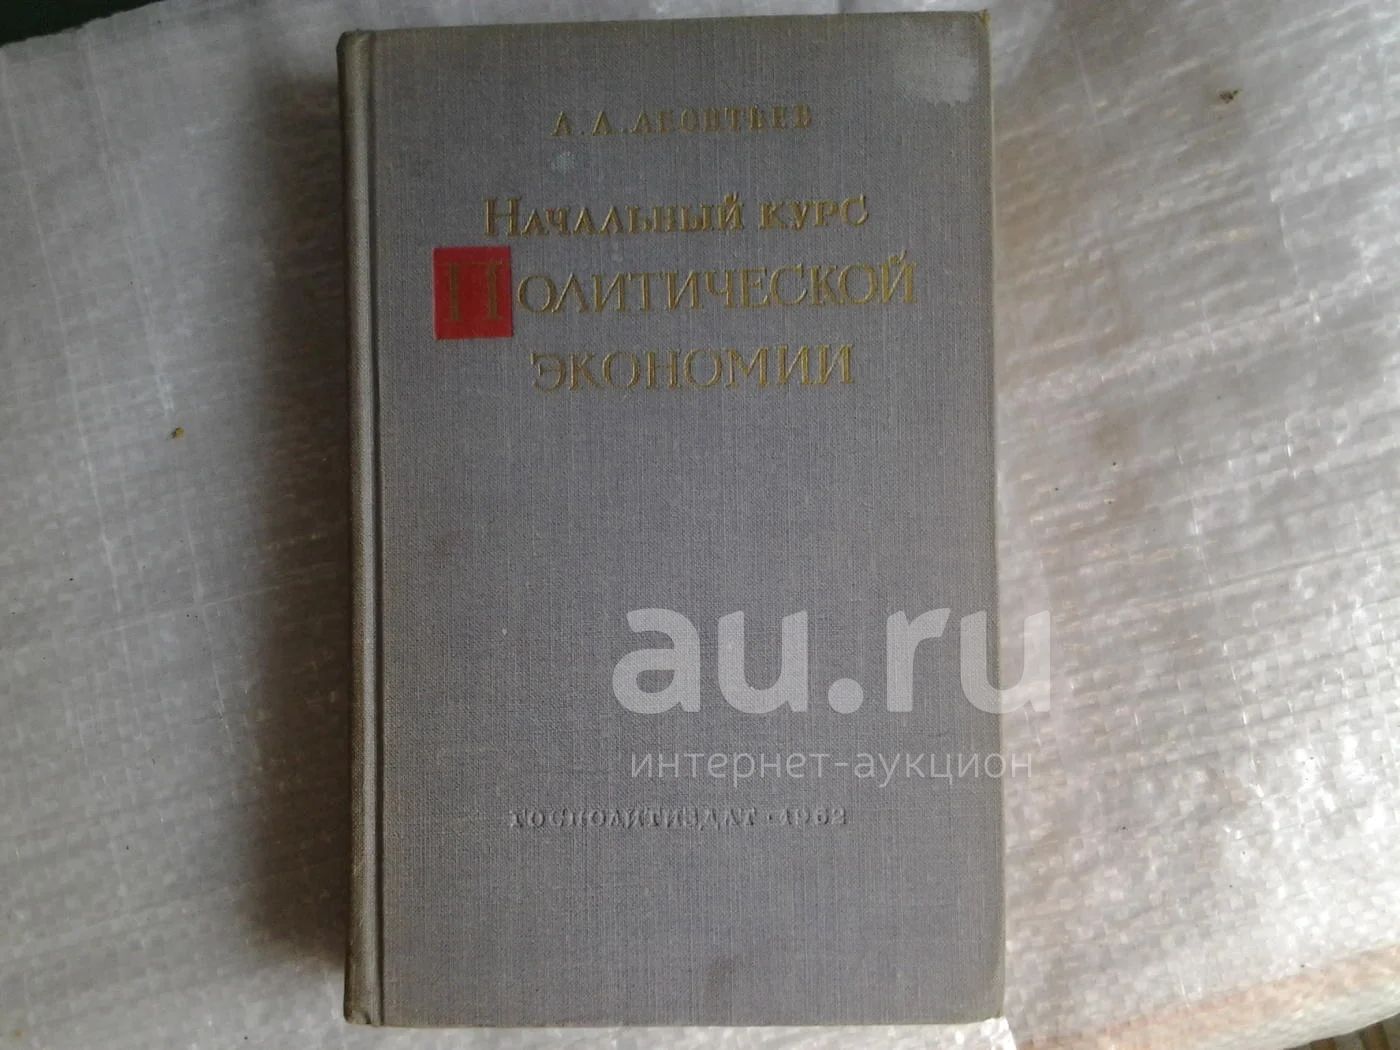 Л. А. ЛЕОНТЬЕВ
НАЧАЛЬНЫЙ КУРС
ПОЛИТИЧЕСКОЙ
ЭКОНОМИИ
au.ru
интернет-аукцион
ГОСПОЛИТИЗДАТ · 1962